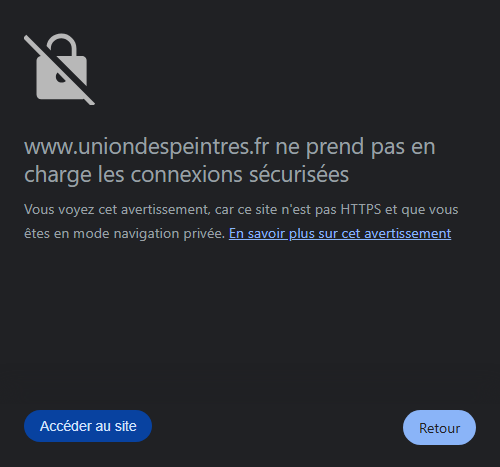 www.uniondespeintres.fr ne prend pas en
charge les connexions sécurisées
Vous voyez cet avertissement, car ce site n'est pas HTTPS et que vous
êtes en mode navigation privée. En savoir plus sur cet avertissement
Accéder au site
Retour